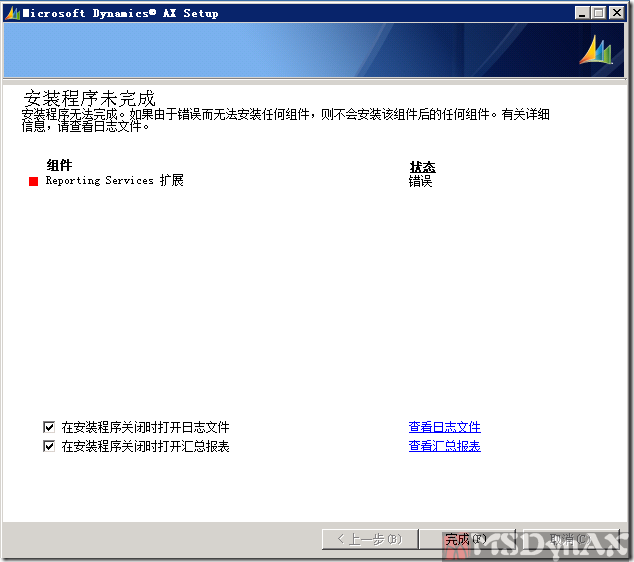 Microsoft Dynamics® AX Setup
安装程序未完成
安装程序无法完成。如果由于错误而无法安装任何组件，则不会安装该组件后的任何组件。有关详细
信息，请查看日志文件。
组件 状态
Reporting Services 扩展 错误
在安装程序关闭时打开日志文件 查看日志文件
在安装程序关闭时打开汇总报表 查看汇总报表
< 上一步(B) 完成(F) 取消(C)
MSDynAX